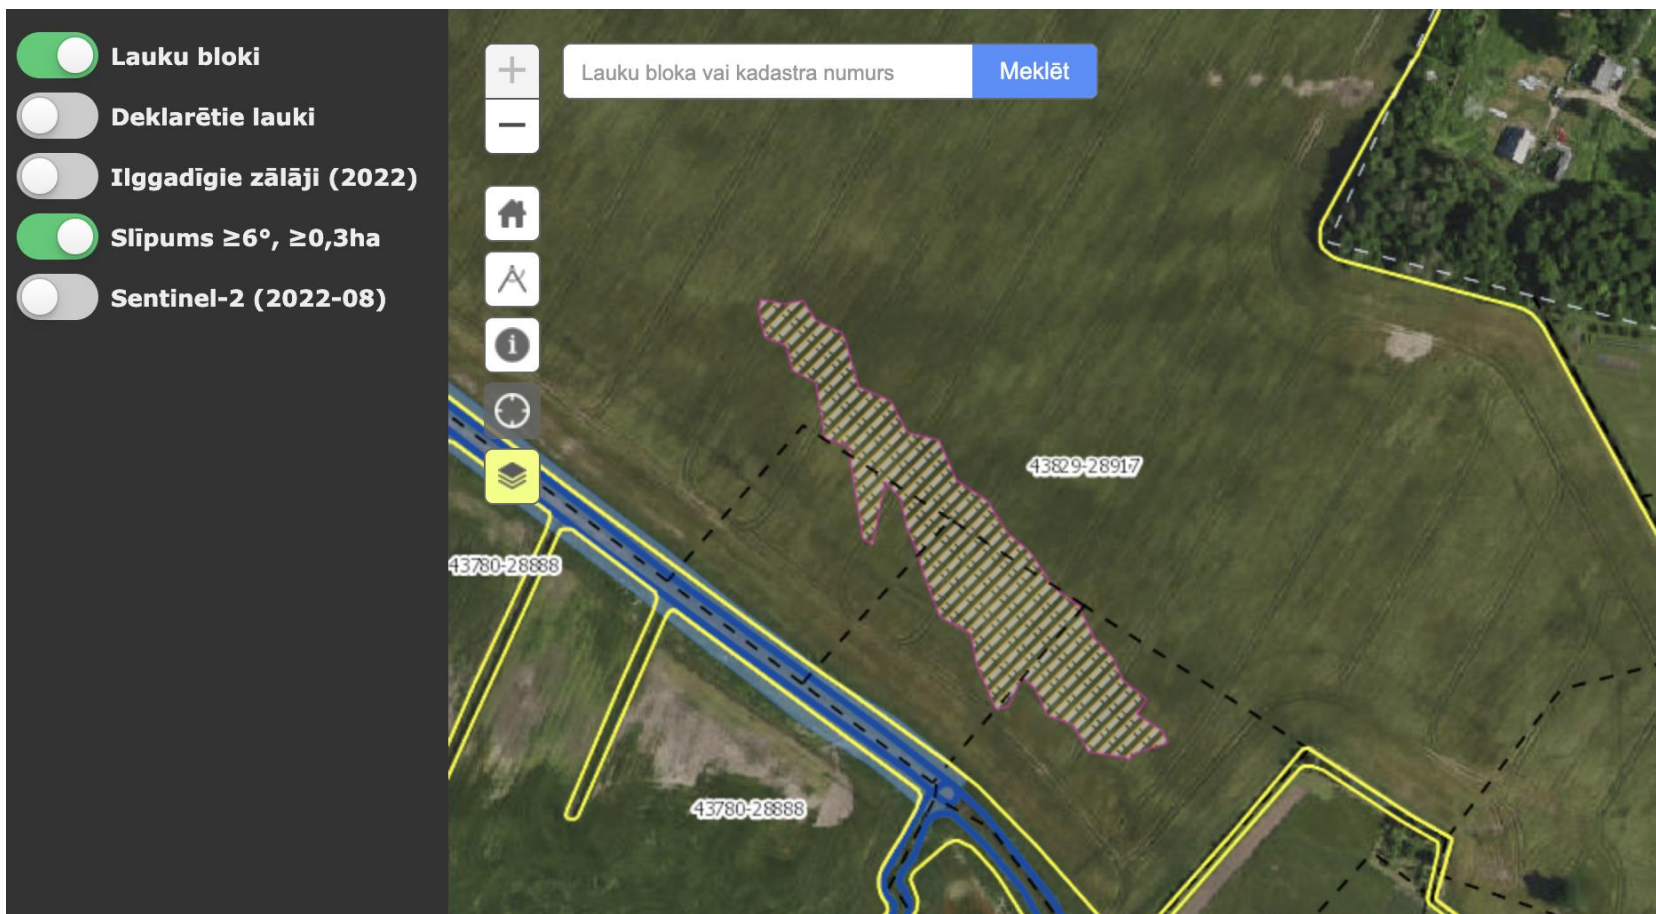 Lauku bloki
Deklarētie lauki
Ilggadīgie zālāji (2022)
Slīpums ≥6°, ≥0,3ha
Sentinel-2 (2022-08)
Lauku bloka vai kadastra numurs
Meklēt
43829-28917
43780-28888
43780-28888